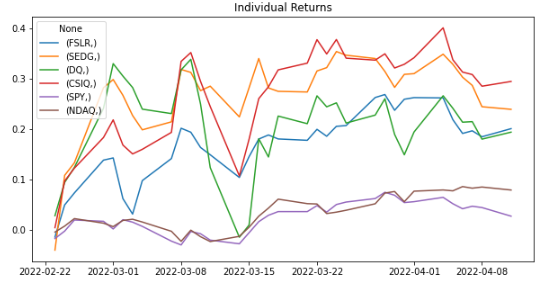 Individual Returns
None
(FSLR,)
(SEDG,)
(DQ,)
(CSIQ,)
(SPY,)
(NDAQ,)
0.4
0.3
0.2
0.1
0.0
2022-02-22 2022-03-01 2022-03-08 2022-03-15 2022-03-22 2022-04-01 2022-04-08